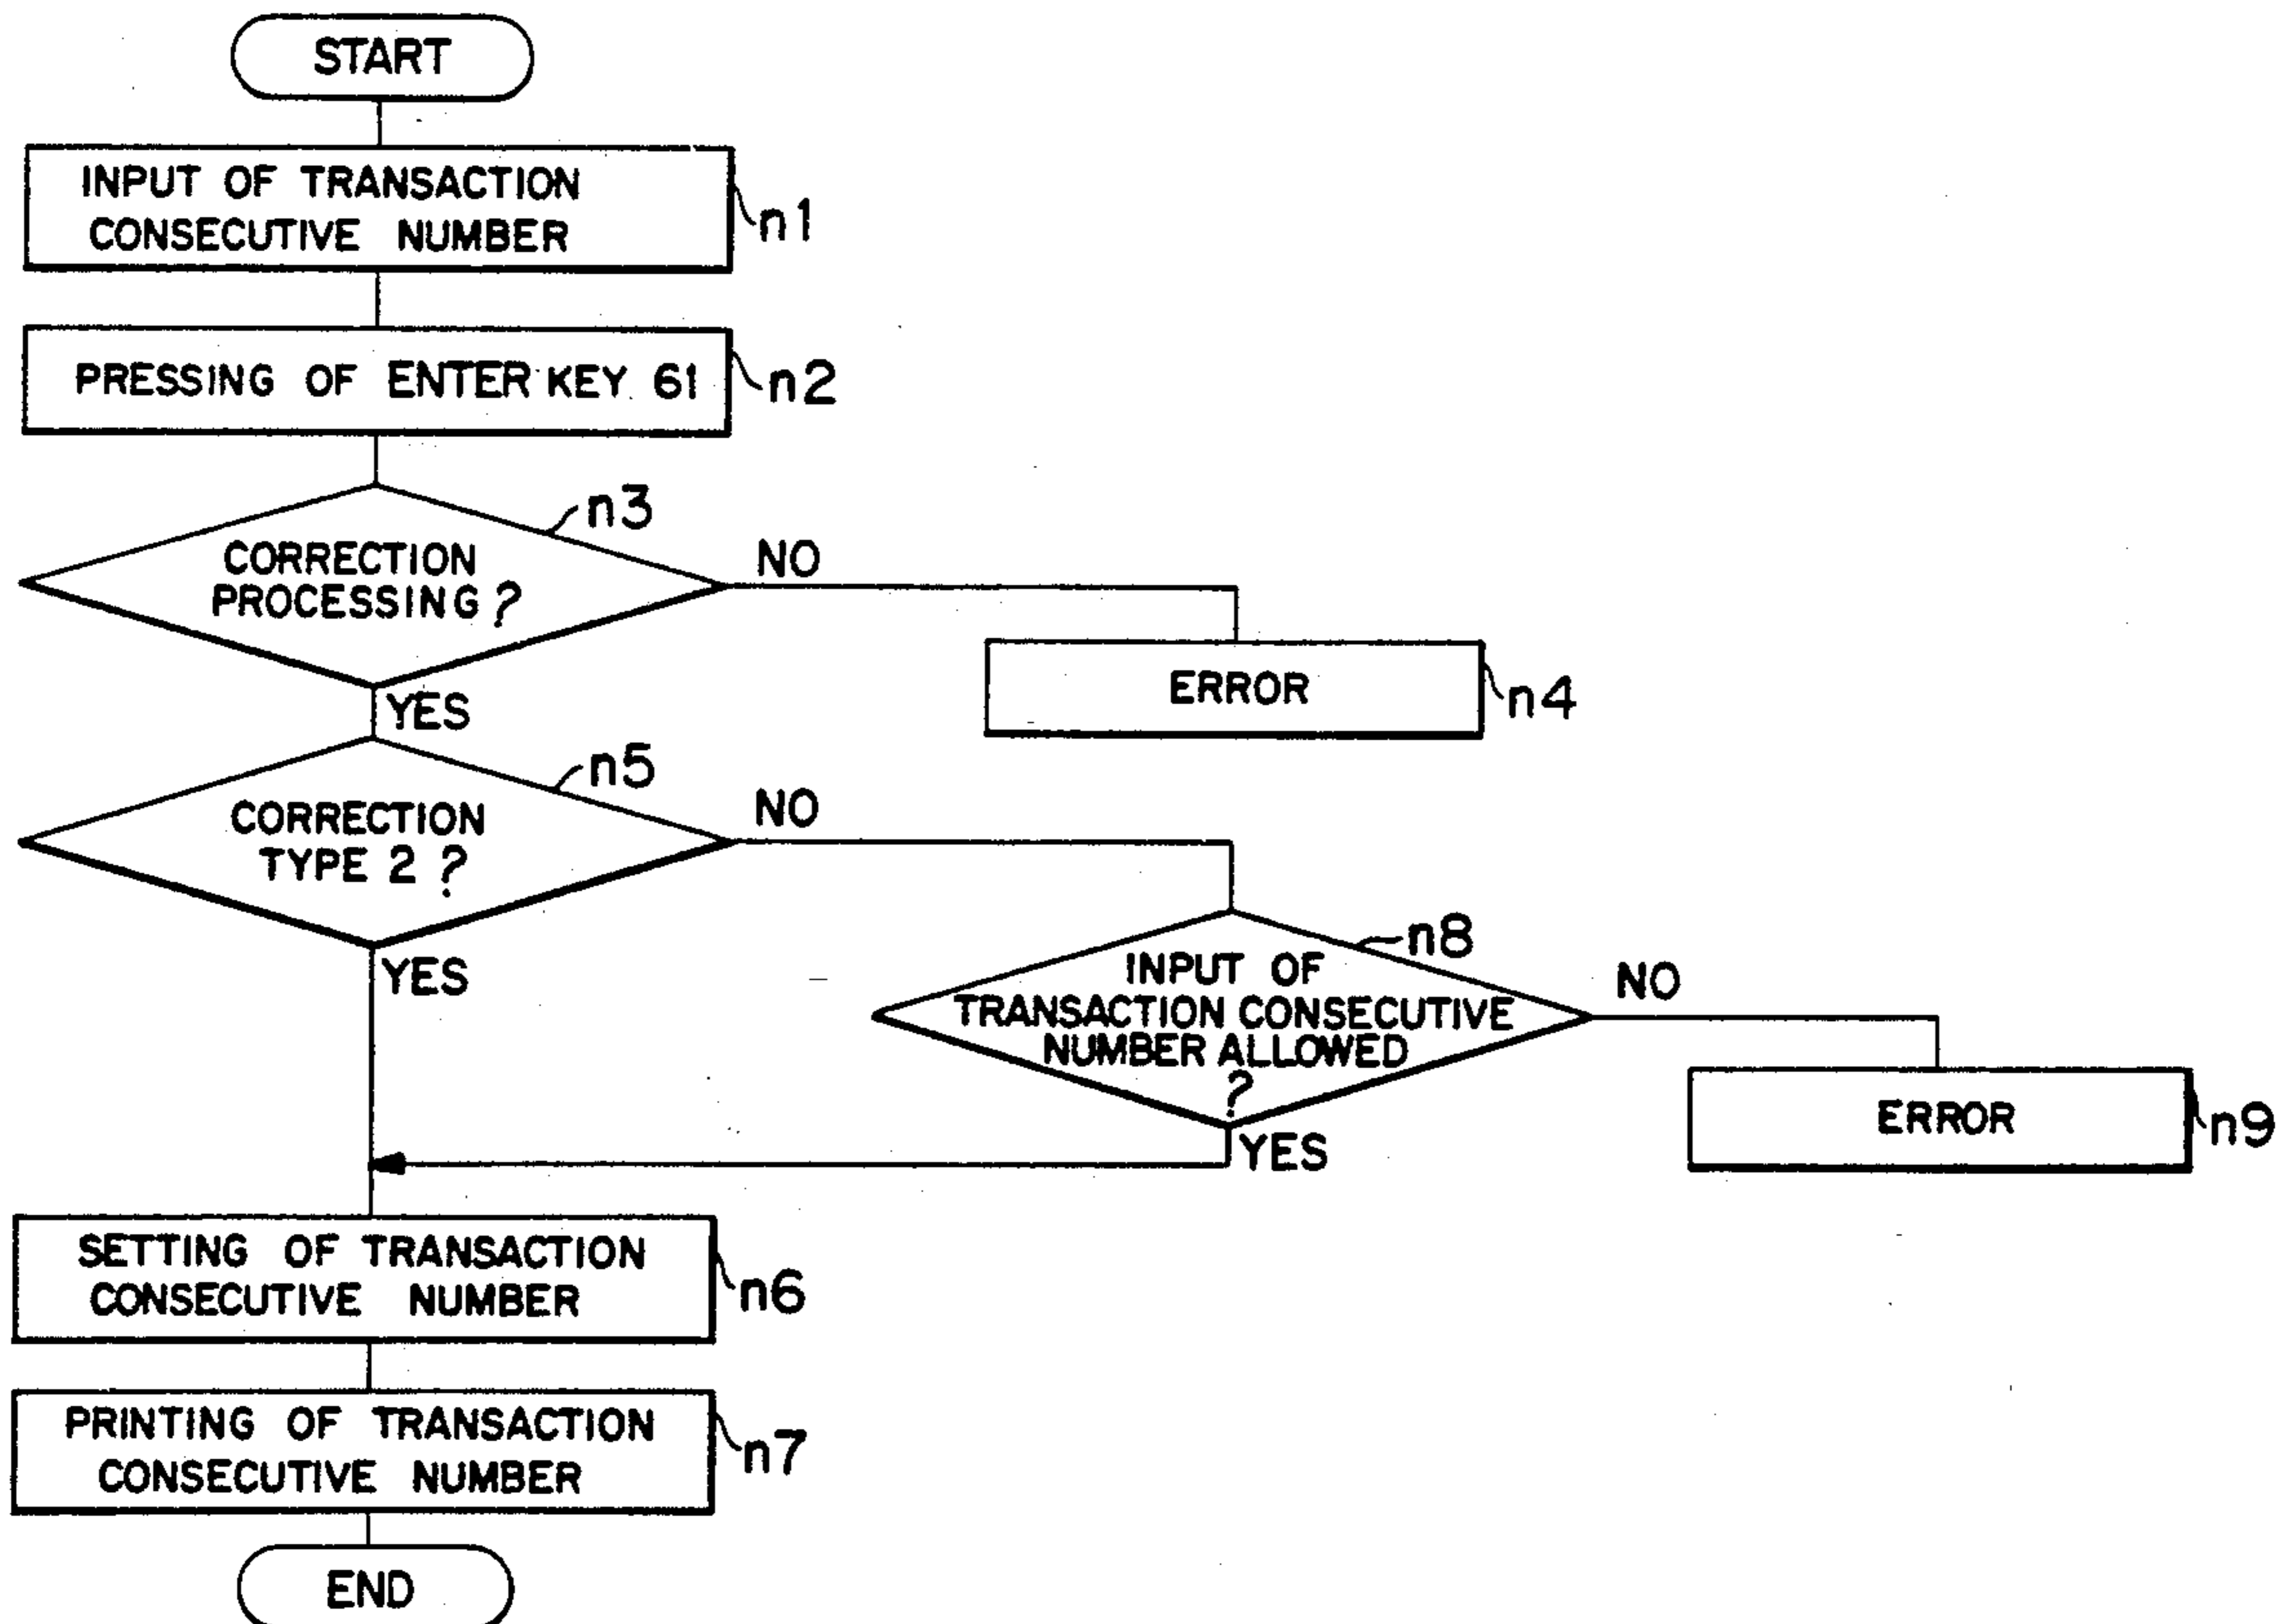 START
INPUT OF TRANSACTION
CONSECUTIVE NUMBER
n1
PRESSING OF ENTER KEY 61
n2
n3
CORRECTION
PROCESSING?
NO
ERROR
n4
YES
n5
CORRECTION
TYPE 2?
NO
YES
n8
INPUT OF
TRANSACTION CONSECUTIVE
NUMBER ALLOWED
?
NO
ERROR
n9
YES
SETTING OF TRANSACTION
CONSECUTIVE NUMBER
n6
PRINTING OF TRANSACTION
CONSECUTIVE NUMBER
n7
END